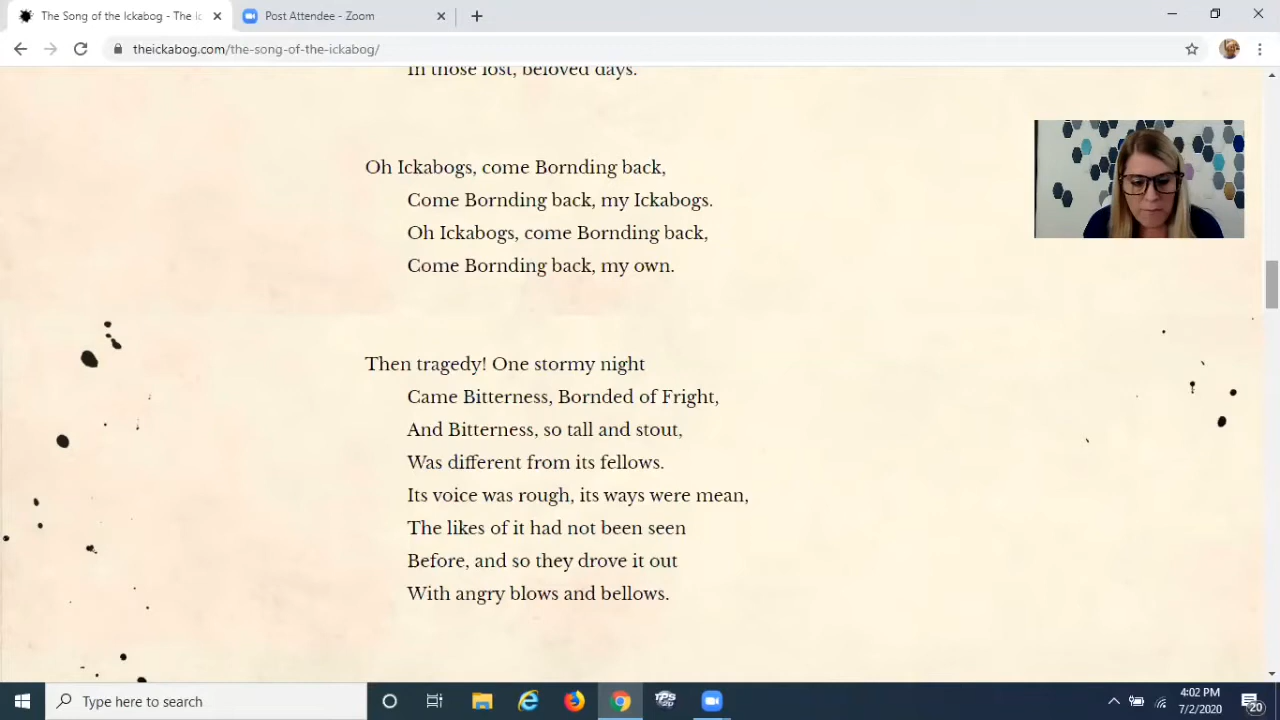 The Song of the Ickabog - The Ic
Post Attendee - Zoom
theickabog.com/the-song-of-the-ickabog/
In those lost, beloved days.
Oh Ickabogs, come Bornding back,
Come Bornding back, my Ickabogs.
Oh Ickabogs, come Bornding back,
Come Bornding back, my own.
Then tragedy! One stormy night
Came Bitterness, Bornded of Fright,
And Bitterness, so tall and stout,
Was different from its fellows.
Its voice was rough, its ways were mean,
The likes of it had not been seen
Before, and so they drove it out
With angry blows and bellows.
Type here to search
TPS
4:02 PM
7/2/2020
20